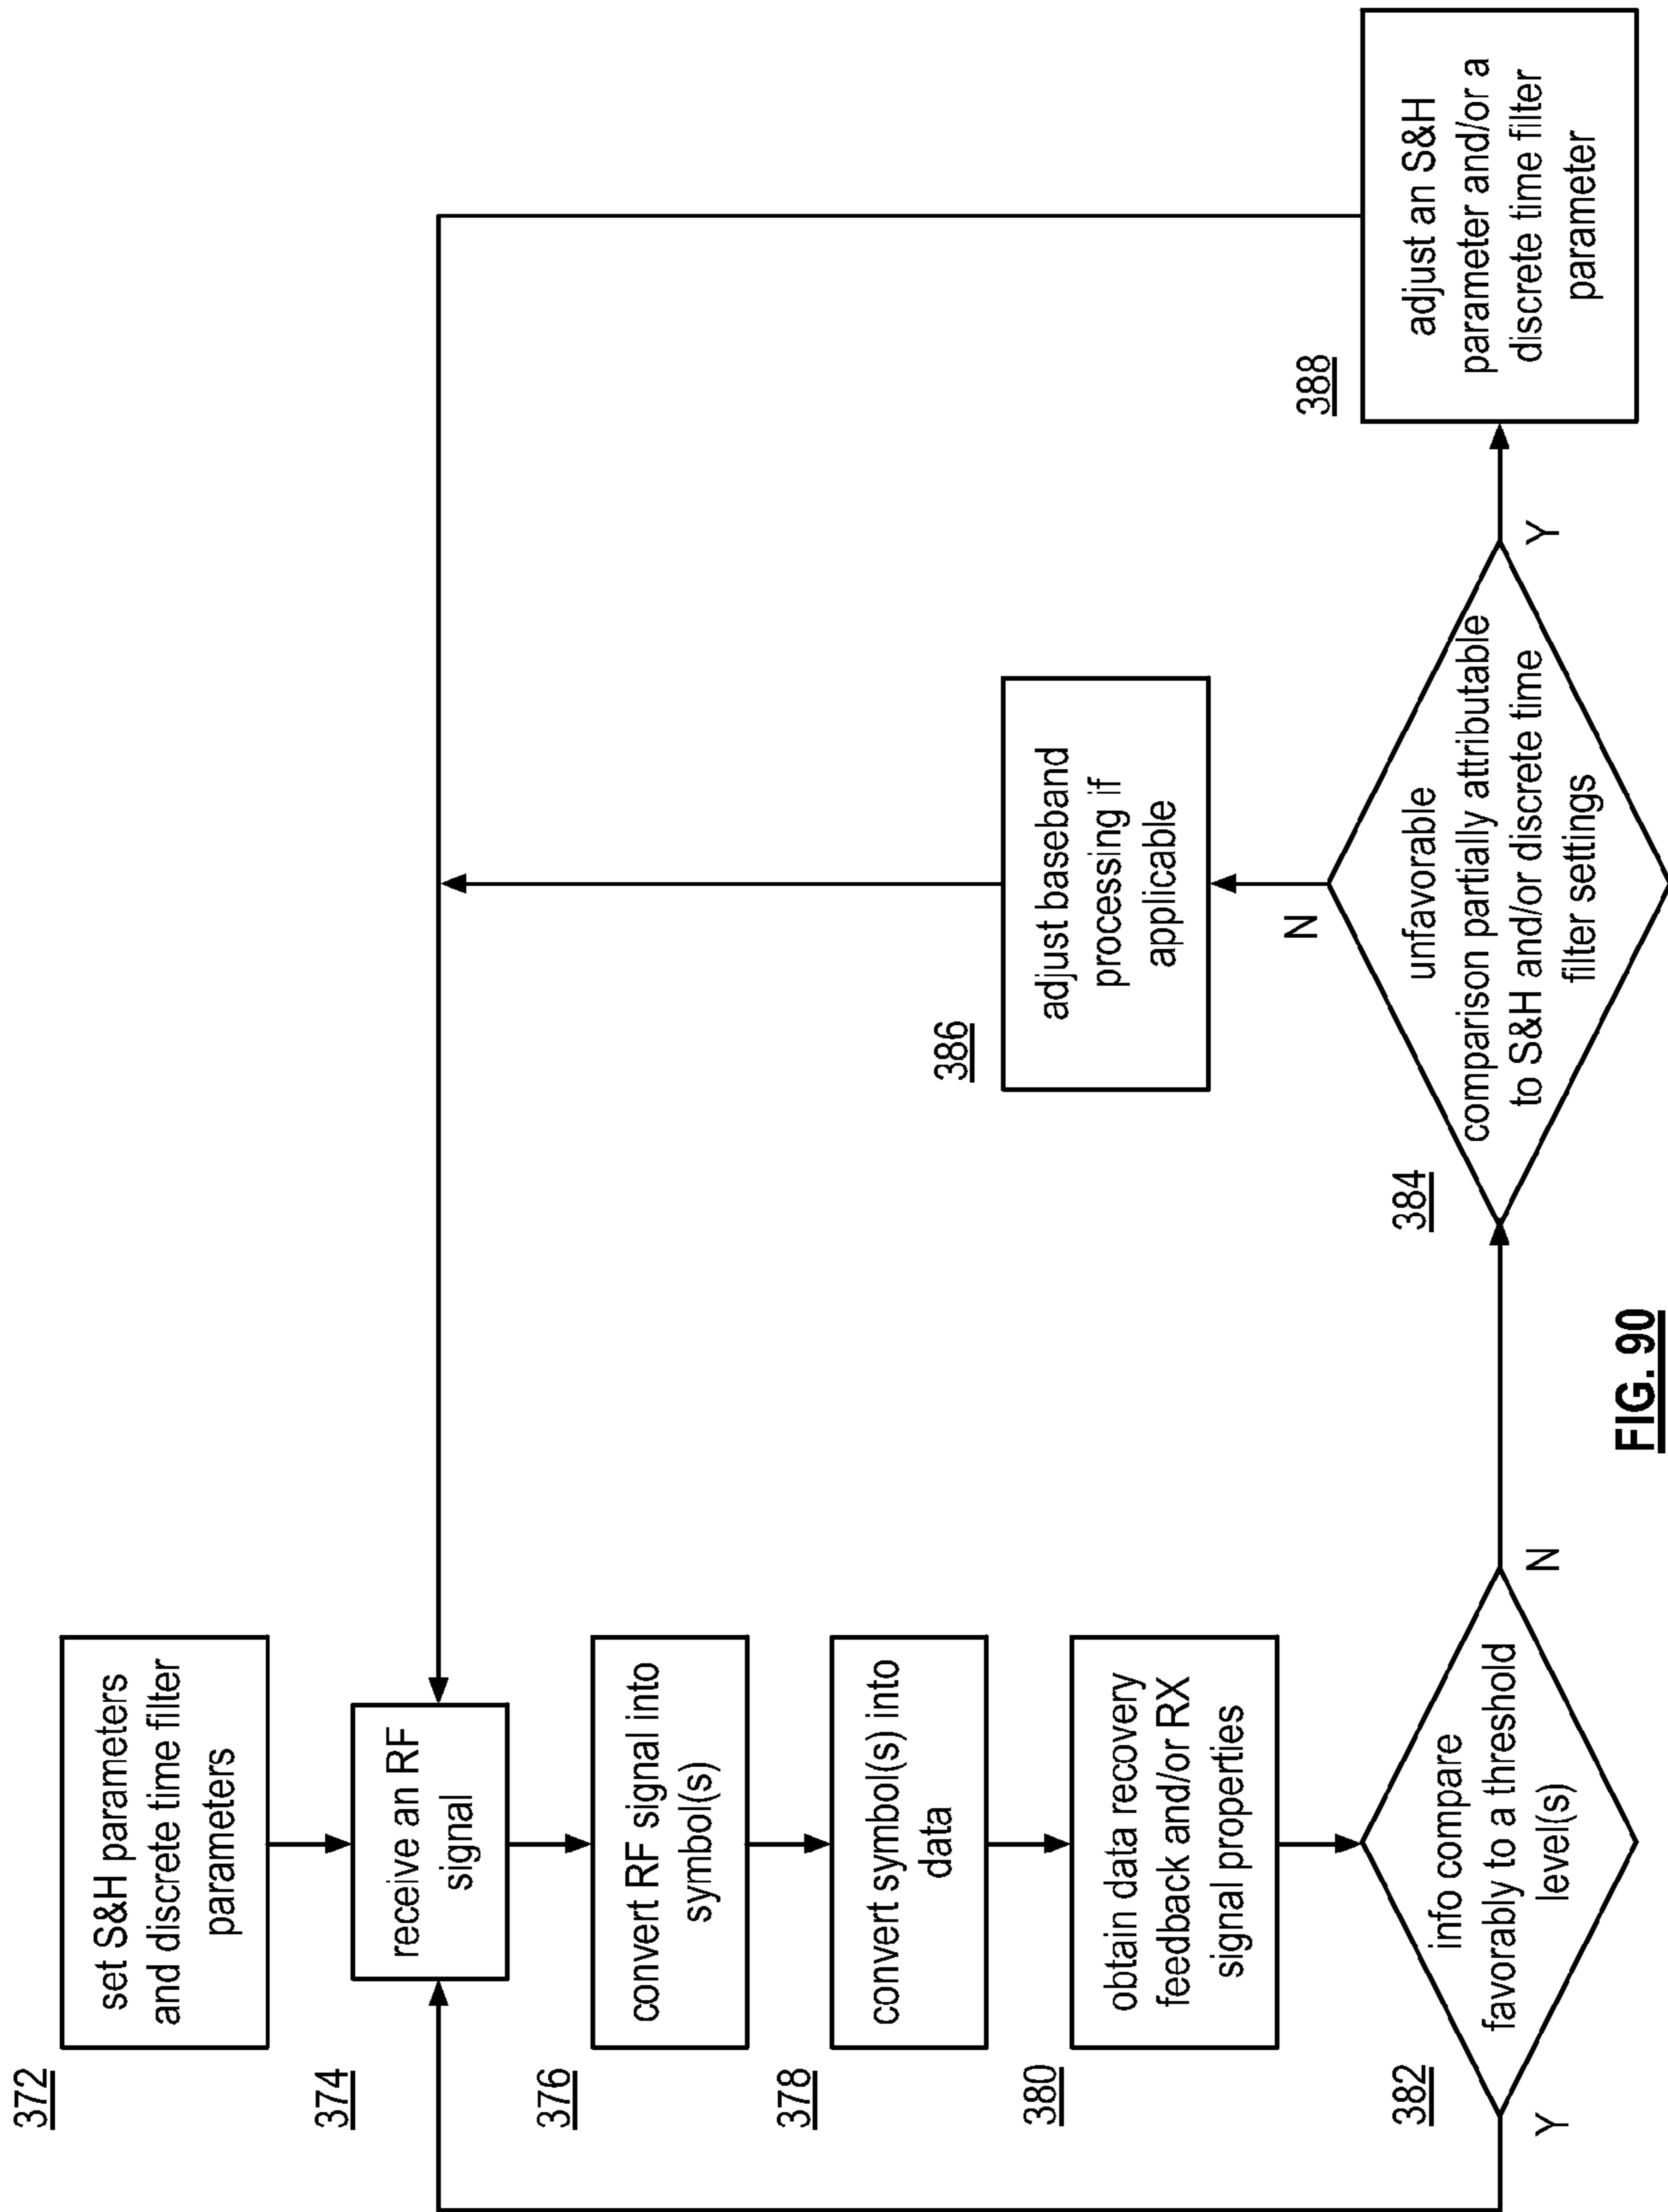 372
set S&H parameters
and discrete time filter
parameters
374
receive an RF
signal
376
convert RF signal into
symbol(s)
378
convert symbol(s) into
data
380
obtain data recovery
feedback and/or RX
signal properties
382
info compare
favorably to a threshold
level(s)
Y
N
384
unfavorable
comparison partially attributable
to S&H and/or discrete time
filter settings
N
Y
386
adjust baseband
processing if
applicable
388
adjust an S&H
parameter and/or a
discrete time filter
parameter
FIG. 90